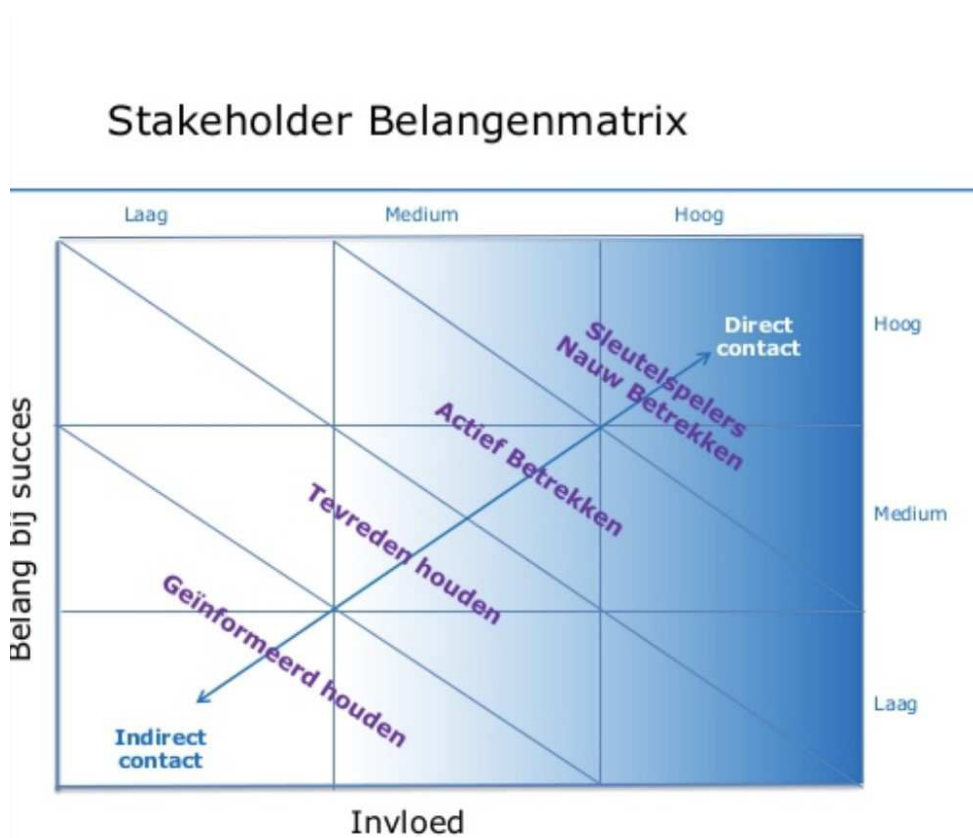 Stakeholder Belangenmatrix
Laag
Medium
Hoog
Direct
contact
Hoog
Sleutelspelers
Nauw Betrekken
Actief Betrekken
Medium
Tevreden houden
Geïnformeerd houden
Laag
Indirect
contact
Belang bij succes
Invloed